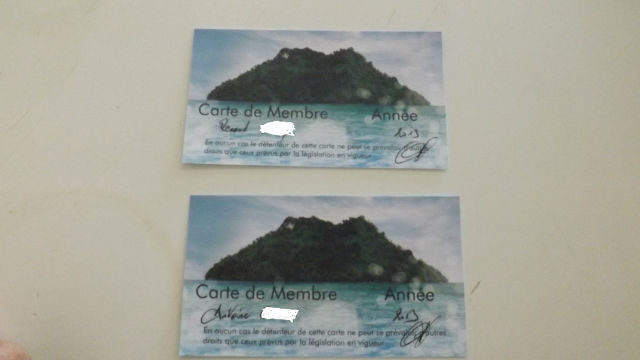 Carte de Membre Année
2013
En aucun cas le détenteur de cette carte ne peut se prévaloir d'autres
droits que ceux prévus par la législation en vigueur
Carte de Membre Année
Antoine 2013
En aucun cas le détenteur de cette carte ne peut se prévaloir d'autres
droits que ceux prévus par la législation en vigueur